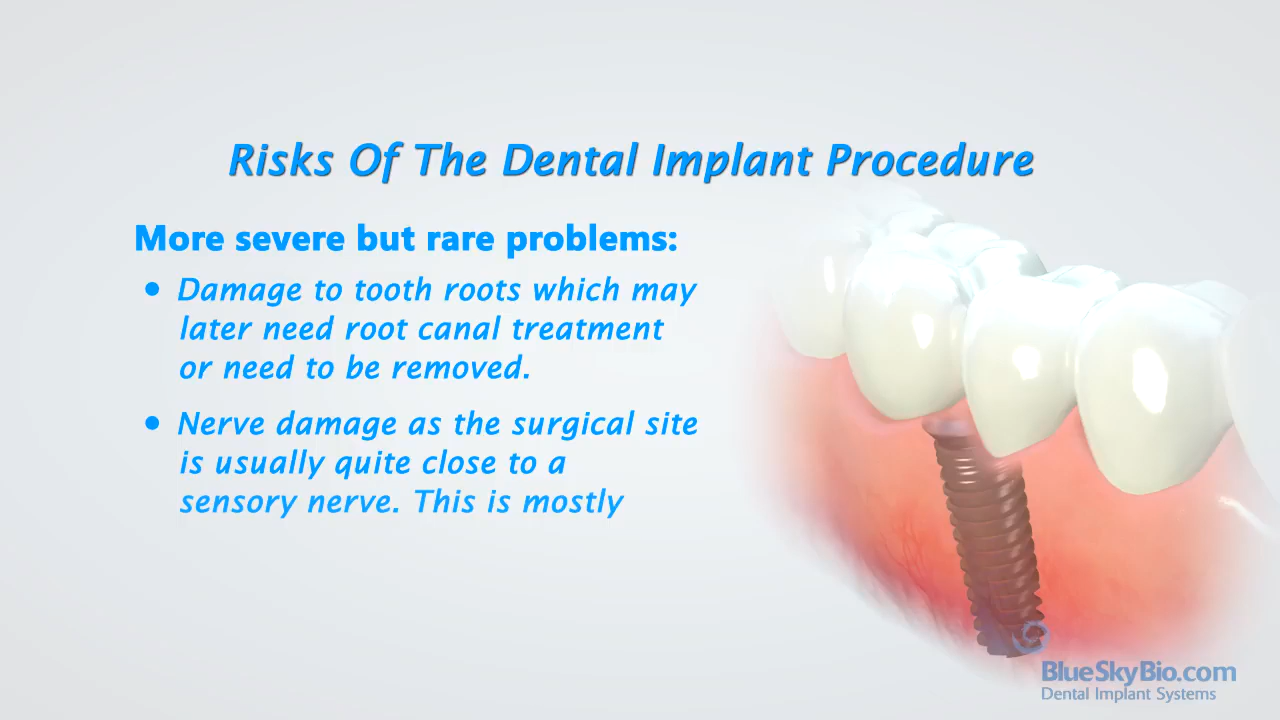 Risks Of The Dental Implant Procedure
More severe but rare problems:
• Damage to tooth roots which may
later need root canal treatment
or need to be removed.
• Nerve damage as the surgical site
is usually quite close to a
sensory nerve. This is mostly
BlueSkyBio.com
Dental Implant Systems